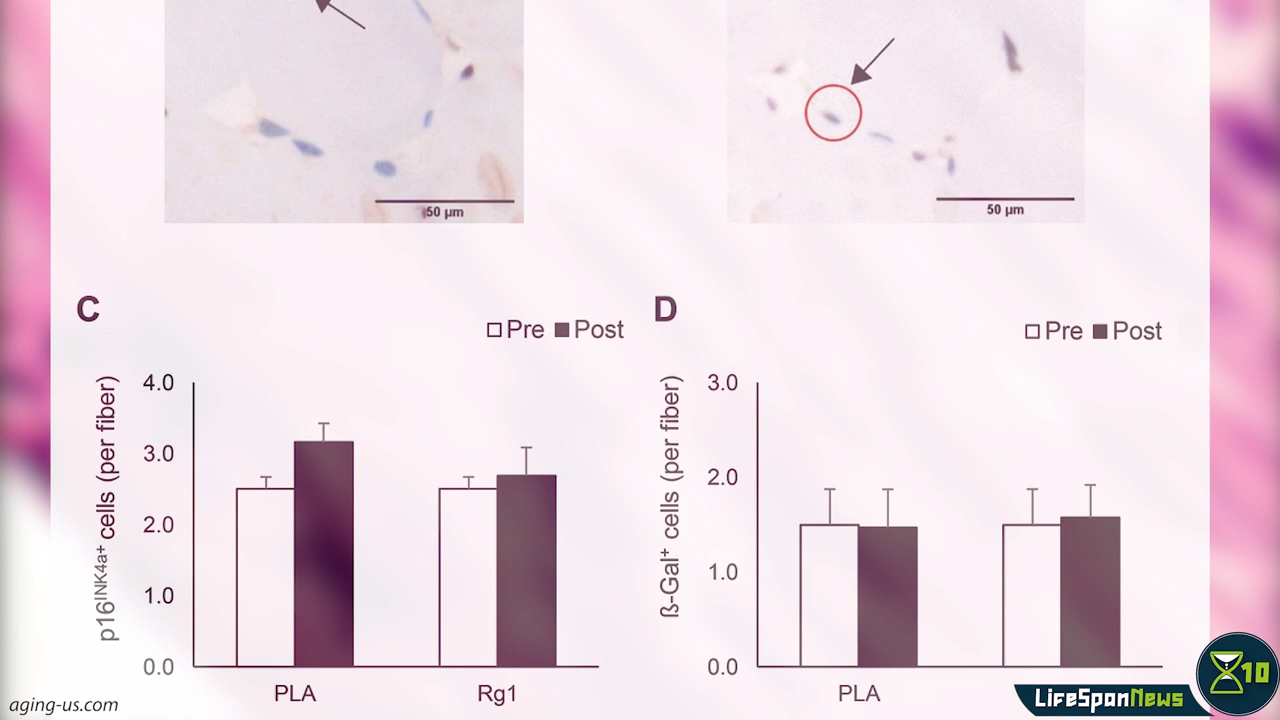 50 µm
50 µm
C
D
Pre Post
Pre Post
p16INK4a+ cells (per fiber)
4.0
3.0
2.0
1.0
0.0
PLA
Rg1
ß-Gal+ cells (per fiber)
3.0
2.0
1.0
0.0
PLA
aging-us.com
LifeSpanNews
10